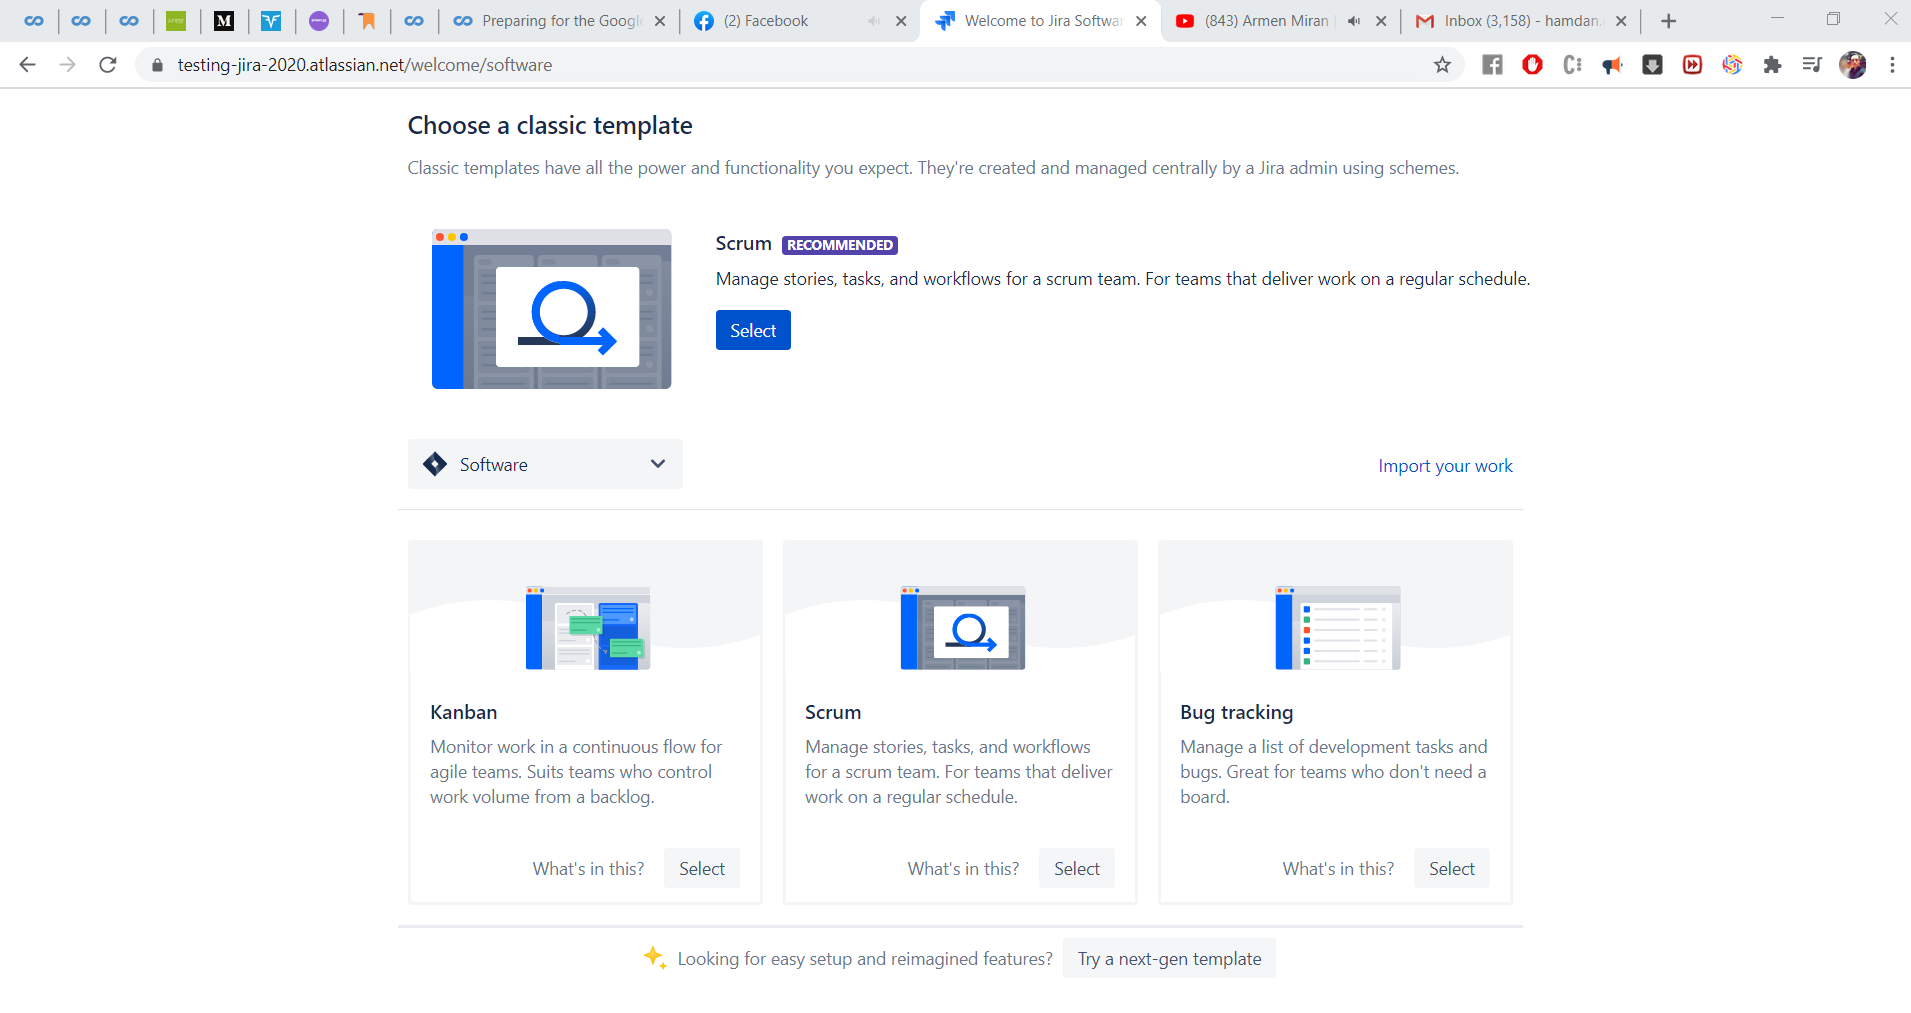 Preparing for the Googl
(2) Facebook
Welcome to Jira Softwar
(843) Armen Miran |
Inbox (3,158) - hamdan.
testing-jira-2020.atlassian.net/welcome/software
Choose a classic template
Classic templates have all the power and functionality you expect. They're created and managed centrally by a Jira admin using schemes.
Scrum RECOMMENDED
Manage stories, tasks, and workflows for a scrum team. For teams that deliver work on a regular schedule.
Select
Software
Import your work
Kanban
Monitor work in a continuous flow for
agile teams. Suits teams who control
work volume from a backlog.
What's in this? Select
Scrum
Manage stories, tasks, and workflows
for a scrum team. For teams that deliver
work on a regular schedule.
What's in this? Select
Bug tracking
Manage a list of development tasks and
bugs. Great for teams who don't need a
board.
What's in this? Select
Looking for easy setup and reimagined features? Try a next-gen template